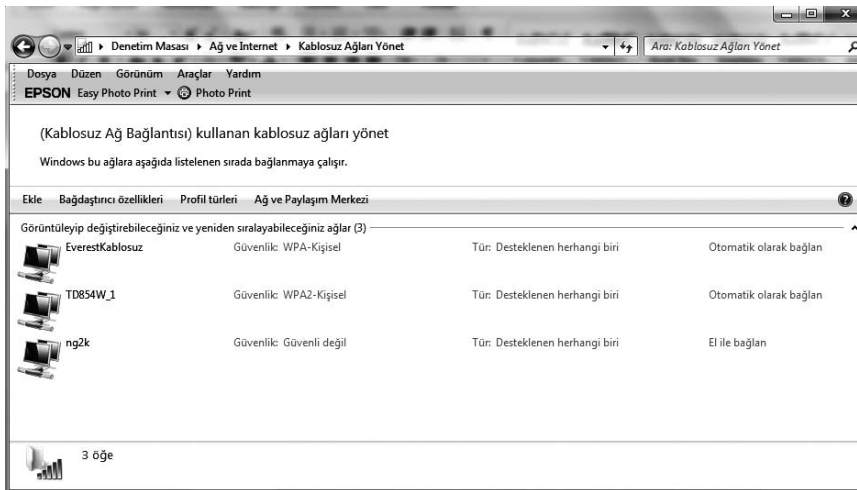 Denetim Masası Ağ ve Internet Kablosuz Ağları Yönet Ara: Kablosuz Ağları Yönet
Dosya Düzen Görünüm Araçlar Yardım
EPSON Easy Photo Print Photo Print
(Kablosuz Ağ Bağlantısı) kullanan kablosuz ağları yönet
Windows bu ağlara aşağıda listelenen sırada bağlanmaya çalışır.
Ekle Bağdaştırıcı özellikleri Profil türleri Ağ ve Paylaşım Merkezi
Görüntüleyip değiştirebileceğiniz ve yeniden sıralayabileceğiniz ağlar (3)
EverestKablosuz Güvenlik: WPA-Kişisel Tür: Desteklenen herhangi biri Otomatik olarak bağlan
TD854W_1 Güvenlik: WPA2-Kişisel Tür: Desteklenen herhangi biri Otomatik olarak bağlan
ng2k Güvenlik: Güvenli değil Tür: Desteklenen herhangi biri El ile bağlan
3 öğe